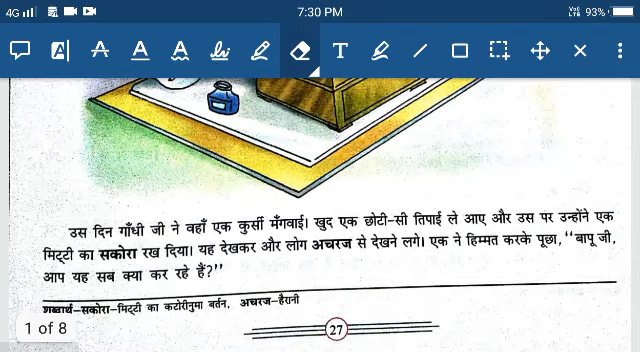 4G 7:30 PM VoD LTE 93%
T
उस दिन गाँधी जी ने वहाँ एक कुर्सी मँगवाई। खुद एक छोटी-सी तिपाई ले आए और उस पर उन्होंने एक
मिट्टी का सकोरा रख दिया। यह देखकर और लोग अचरज से देखने लगे। एक ने हिम्मत करके पूछा, ‘‘बापू जी,
आप यह सब क्या कर रहे हैं?’’
शब्दार्थ–सकोरा–मिट्टी का कटोरीनुमा बर्तन, अचरज–हैरानी
1 of 8
27